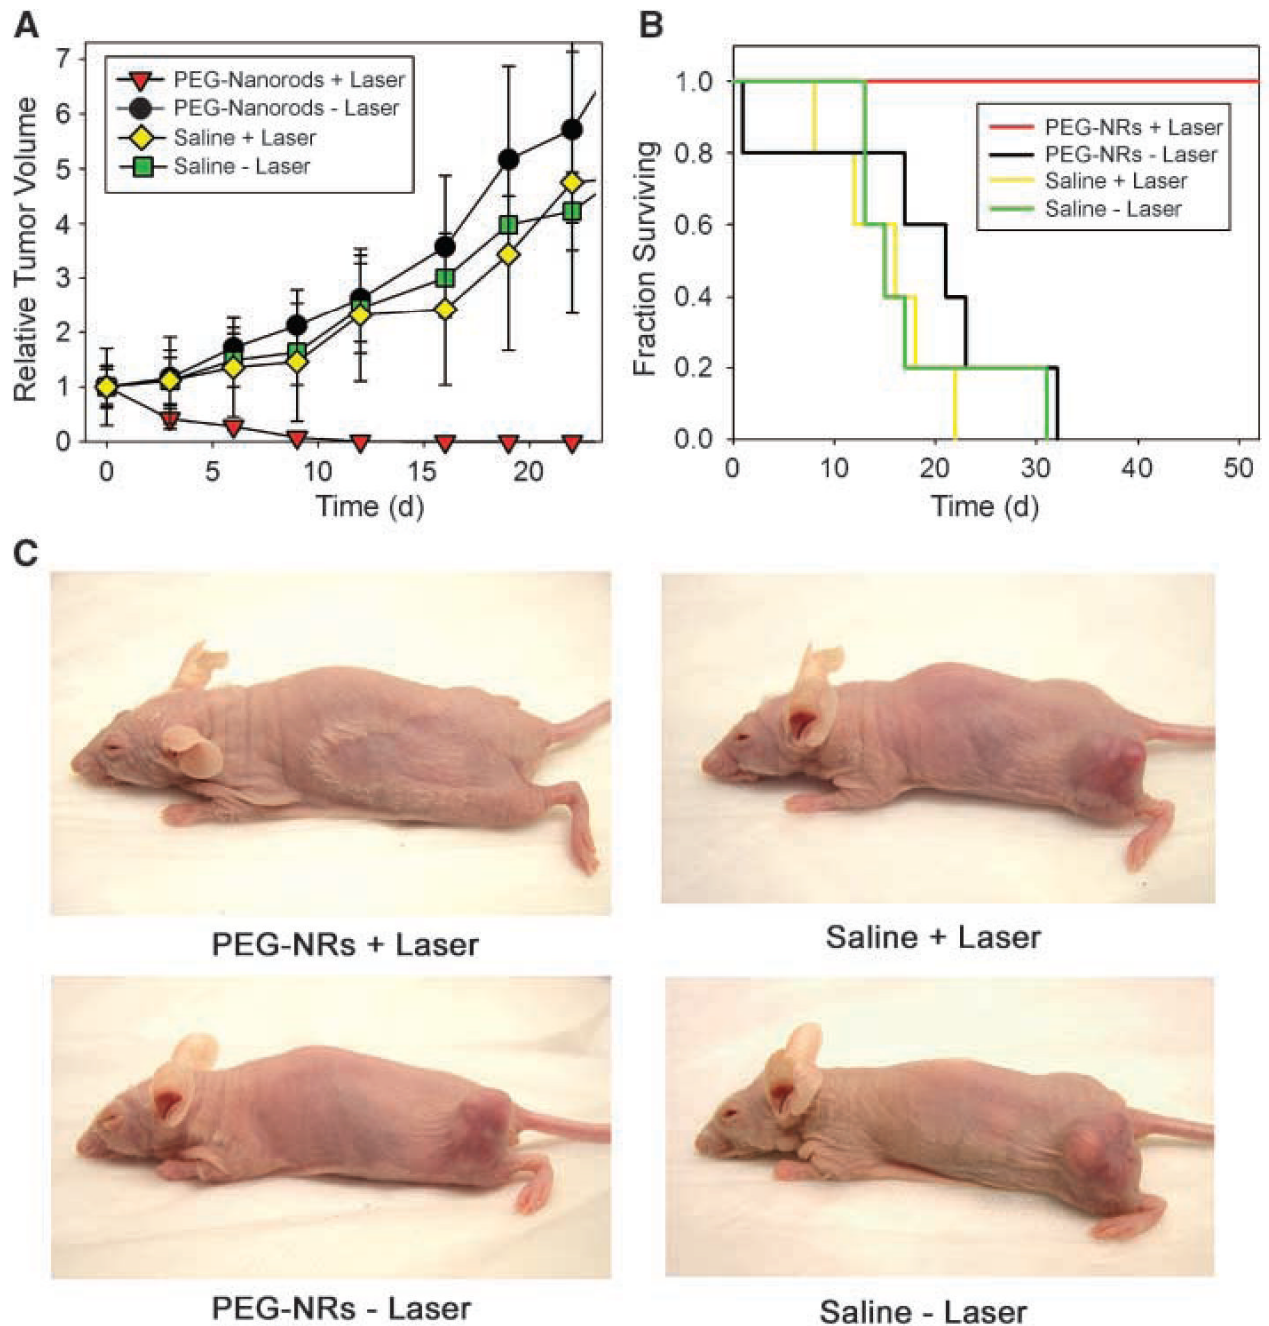 A
Relative Tumor Volume
7
6
5
4
3
2
1
0
PEG-Nanorods + Laser
PEG-Nanorods - Laser
Saline + Laser
Saline - Laser
0 5 10 15 20
Time (d)
B
Fraction Surviving
1.0
0.8
0.6
0.4
0.2
0.0
PEG-NRs + Laser
PEG-NRs - Laser
Saline + Laser
Saline - Laser
0 10 20 30 40 50
Time (d)
C
PEG-NRs + Laser
Saline + Laser
PEG-NRs - Laser
Saline - Laser